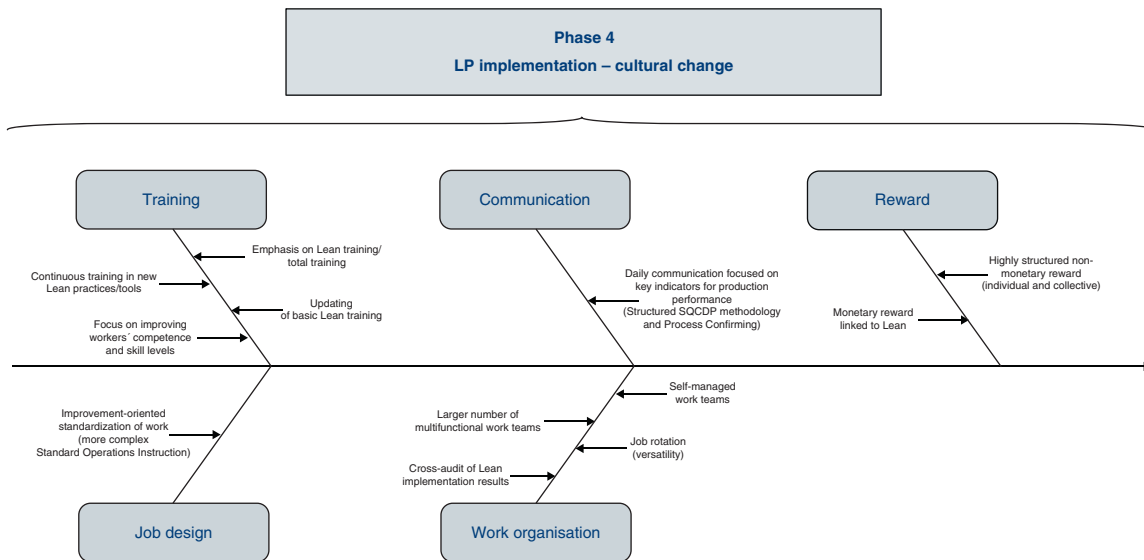 Phase 4
LP implementation – cultural change
Training
Communication
Reward
Emphasis on Lean training/
total training
Continuous training in new
Lean practices/tools
Updating
of basic Lean training
Focus on improving
workers´ competence
and skill levels
Daily communication focused on
key indicators for production
performance
(Structured SQCDP methodology
and Process Confirming)
Highly structured non-
monetary reward
(individual and collective)
Monetary reward
linked to Lean
Improvement-oriented
standardization of work
(more complex
Standard Operations Instruction)
Self-managed
work teams
Larger number of
multifunctional work teams
Job rotation
(versatility)
Cross-audit of Lean
implementation results
Job design
Work organisation